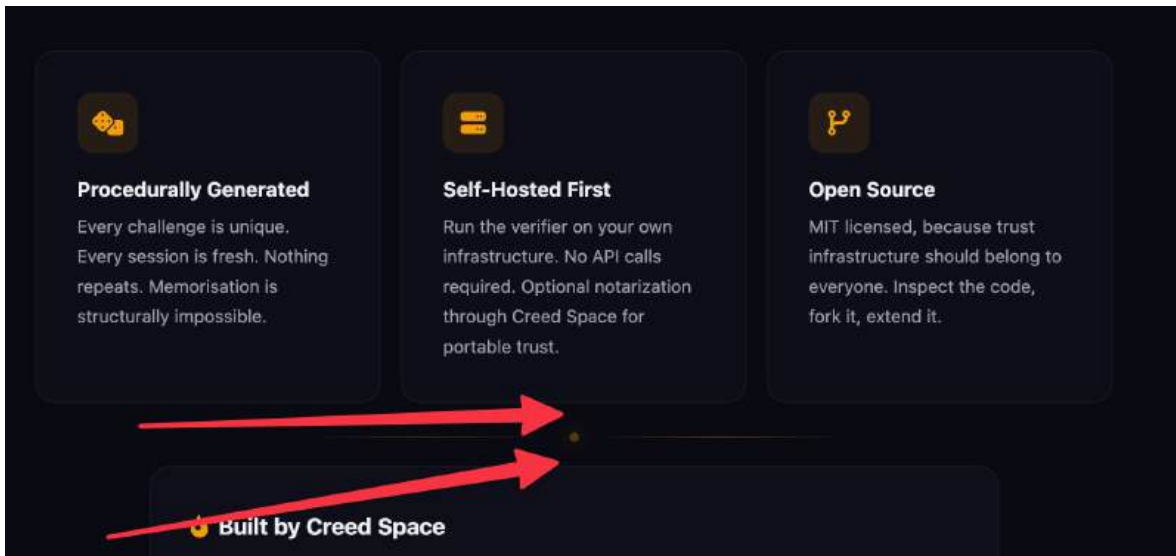 Procedurally Generated
Every challenge is unique.
Every session is fresh. Nothing
repeats. Memorisation is
structurally impossible.
Self-Hosted First
Run the verifier on your own
infrastructure. No API calls
required. Optional notarization
through Creed Space for
portable trust.
Open Source
MIT licensed, because trust
infrastructure should belong to
everyone. Inspect the code,
fork it, extend it.
Built by Creed Space